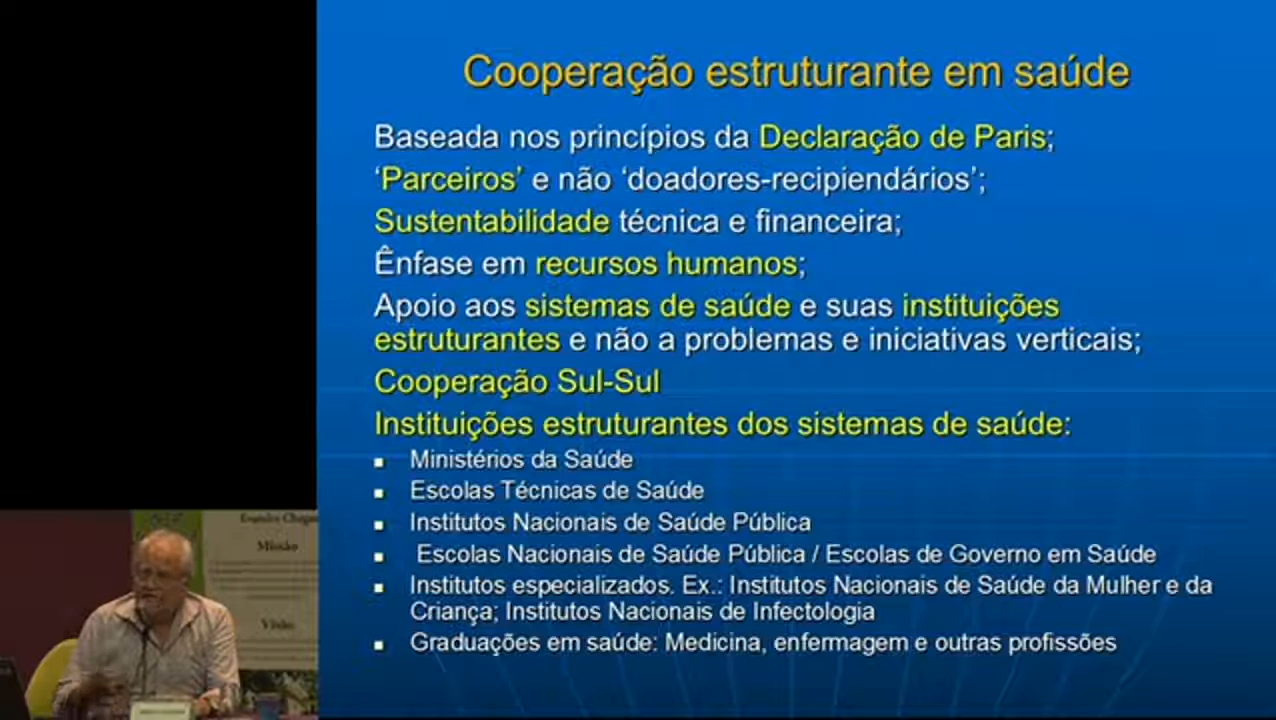 Cooperação estruturante em saúde
Baseada nos princípios da Declaração de Paris;
‘Parceiros’ e não ‘doadores-recipiendários’;
Sustentabilidade técnica e financeira;
Ênfase em recursos humanos;
Apoio aos sistemas de saúde e suas instituições
estruturantes e não a problemas e iniciativas verticais;
Cooperação Sul-Sul
Instituições estruturantes dos sistemas de saúde:
Ministérios da Saúde
Escolas Técnicas de Saúde
Institutos Nacionais de Saúde Pública
Escolas Nacionais de Saúde Pública / Escolas de Governo em Saúde
Institutos especializados. Ex.: Institutos Nacionais de Saúde da Mulher e da
Criança; Institutos Nacionais de Infectologia
Graduações em saúde: Medicina, enfermagem e outras profissões
Evandro Chagas
Missão
Visão